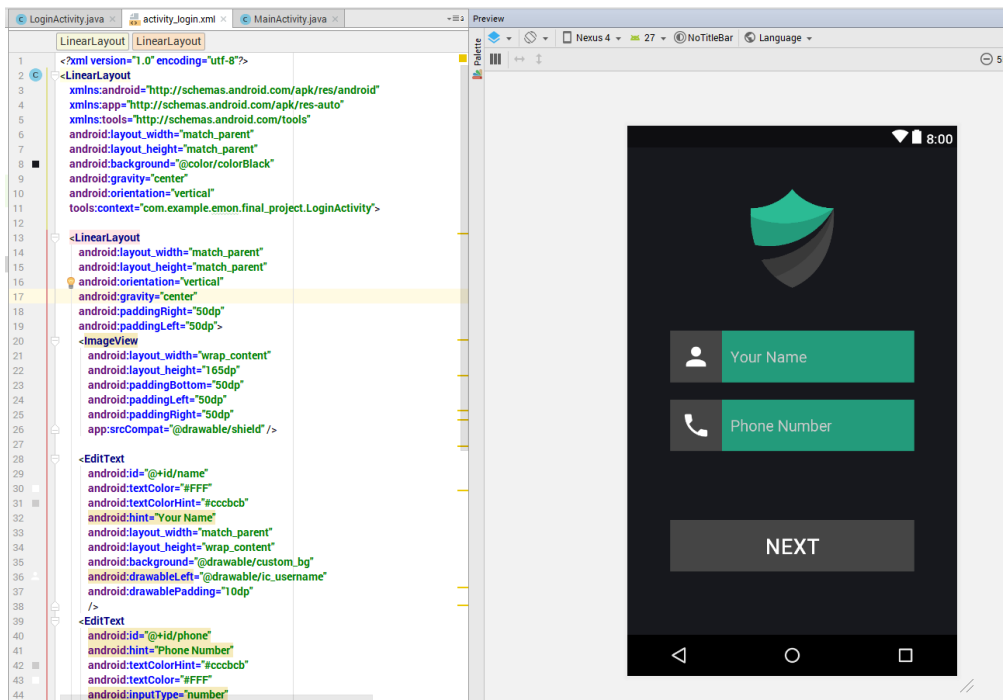 LoginActivity.java
activity_login.xml
MainActivity.java
Preview
LinearLayout
LinearLayout
Palette
Nexus 4
27
NoTitleBar
Language
5
1 <?xml version="1.0" encoding="utf-8"?>
2 <LinearLayout
3 xmlns:android="http://schemas.android.com/apk/res/android"
4 xmlns:app="http://schemas.android.com/apk/res-auto"
5 xmlns:tools="http://schemas.android.com/tools"
6 android:layout_width="match_parent"
7 android:layout_height="match_parent"
8 android:background="@color/colorBlack"
9 android:gravity="center"
10 android:orientation="vertical"
11 tools:context="com.example.emon.final_project.LoginActivity">
12
13 <LinearLayout
14 android:layout_width="match_parent"
15 android:layout_height="match_parent"
16 android:orientation="vertical"
17 android:gravity="center"
18 android:paddingRight="50dp"
19 android:paddingLeft="50dp">
20 <ImageView
21 android:layout_width="wrap_content"
22 android:layout_height="165dp"
23 android:paddingBottom="50dp"
24 android:paddingLeft="50dp"
25 android:paddingRight="50dp"
26 app:srcCompat="@drawable/shield" />
27
28 <EditText
29 android:id="@+id/name"
30 android:textColor="#FFF"
31 android:textColorHint="#cccbcb"
32 android:hint="Your Name"
33 android:layout_width="match_parent"
34 android:layout_height="wrap_content"
35 android:background="@drawable/custom_bg"
36 android:drawableLeft="@drawable/ic_username"
37 android:drawablePadding="10dp"
38 />
39 <EditText
40 android:id="@+id/phone"
41 android:hint="Phone Number"
42 android:textColorHint="#cccbcb"
43 android:textColor="#FFF"
44 android:inputType="number"
8:00
Your Name
Phone Number
NEXT